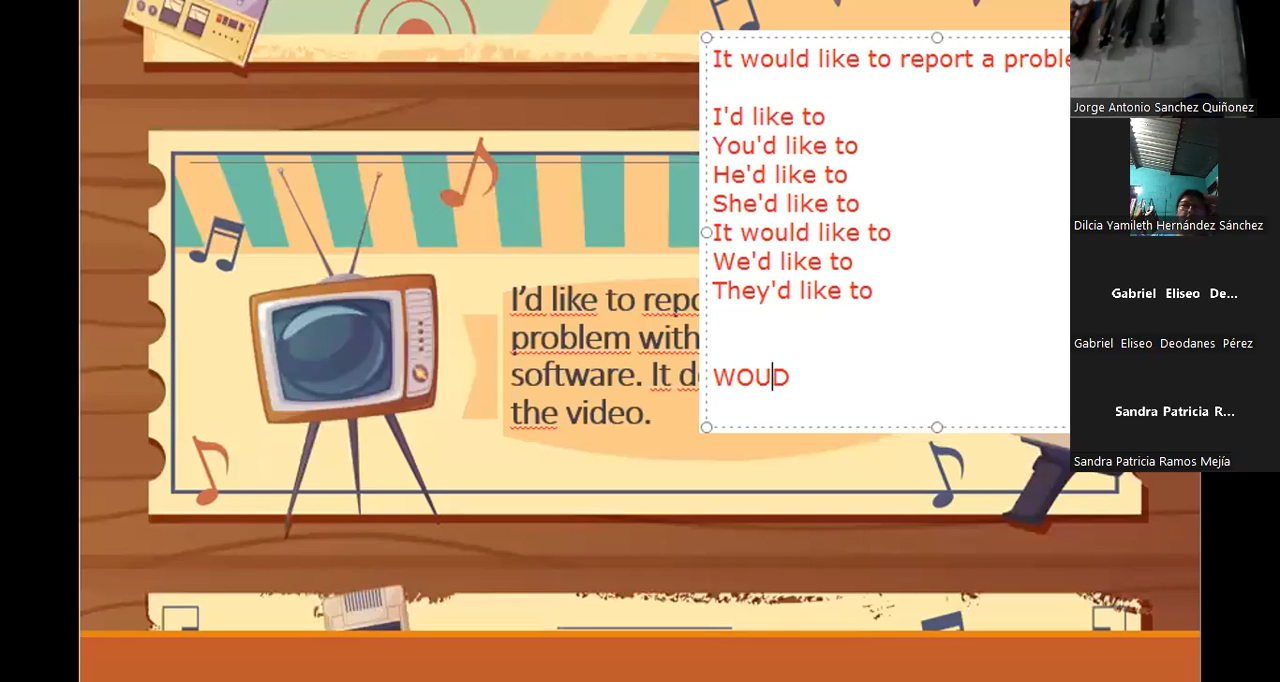 It would like to report a
I'd like to
You'd like to
He'd like to
She'd like to
It would like to
We'd like to
They'd like to
WOUD
I'd like to
problem with
software. It
the video.
Jorge Antonio Sanchez Quiñonez
Dilcia Yamileth Hernández Sánchez
Gabriel Eliseo De...
Gabriel Eliseo Deodanes Pérez
Sandra Patricia R...
Sandra Patricia Ramos Mejía